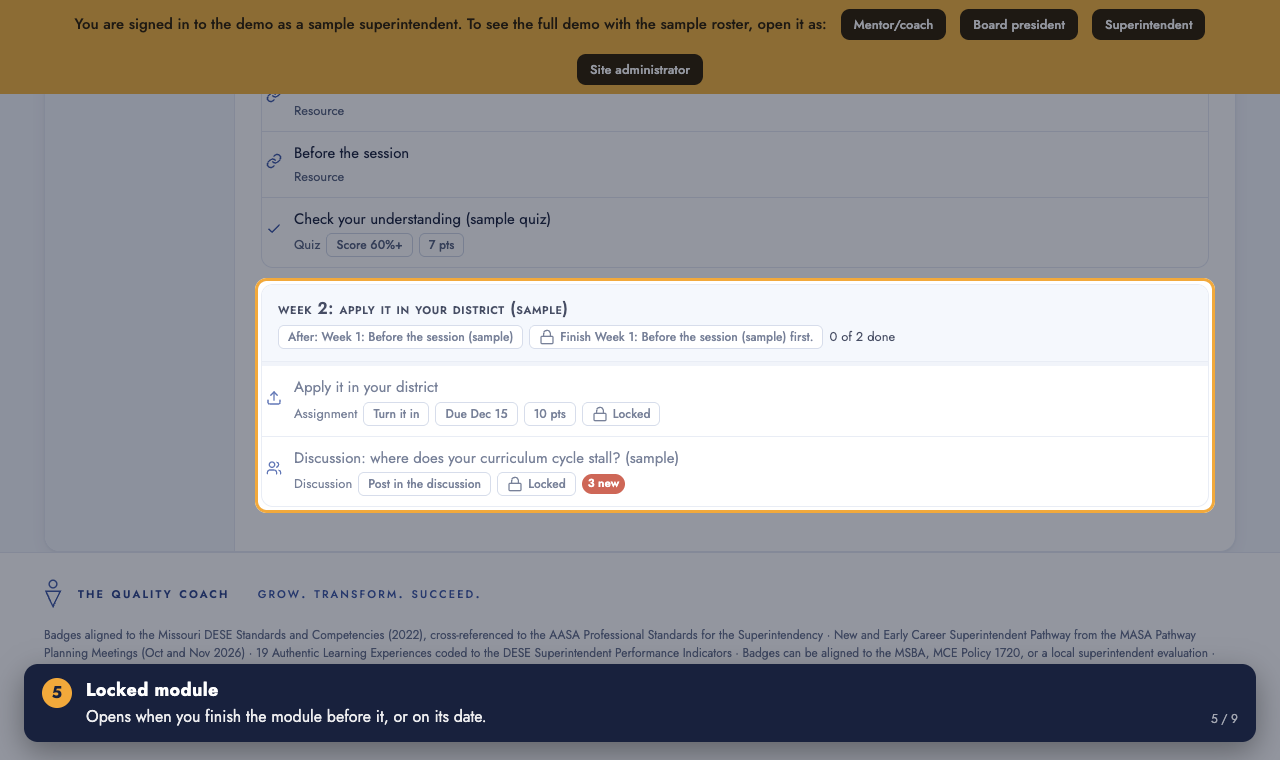 You are signed in to the demo as a sample superintendent. To see the full demo with the sample roster, open it as: Mentor/coach Board president Superintendent
Site administrator
Resource
Before the session
Resource
Check your understanding (sample quiz)
Quiz Score 60%+ 7 pts
WEEK 2: APPLY IT IN YOUR DISTRICT (SAMPLE)
After: Week 1: Before the session (sample) Finish Week 1: Before the session (sample) first. 0 of 2 done
Apply it in your district
Assignment Turn it in Due Dec 15 10 pts Locked
Discussion: where does your curriculum cycle stall? (sample)
Discussion Post in the discussion Locked 3 new
THE QUALITY COACH GROW. TRANSFORM. SUCCEED.
Badges aligned to the Missouri DESE Standards and Competencies (2022), cross-referenced to the AASA Professional Standards for the Superintendency · New and Early Career Superintendent Pathway from the MASA Pathway
Planning Meetings (Oct and Nov 2026) · 19 Authentic Learning Experiences coded to the DESE Superintendent Performance Indicators · Badges can be aligned to the MSBA, MCE Policy 1720, or a local superintendent evaluation ·
5 Locked module
Opens when you finish the module before it, or on its date. 5 / 9